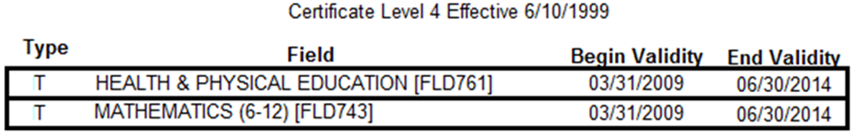 Certificate Level 4 Effective 6/10/1999
Type Field Begin Validity End Validity
T HEALTH & PHYSICAL EDUCATION [FLD761] 03/31/2009 06/30/2014
T MATHEMATICS (6-12) [FLD743] 03/31/2009 06/30/2014